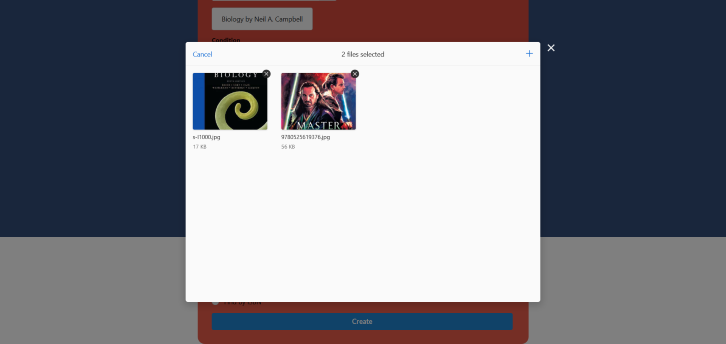 Biology by Neil A. Campbell
Condition
Cancel
2 files selected
BIOLOGY
MASTER
s-l1000.jpg
9780525619376.jpg
17 KB
56 KB
Create